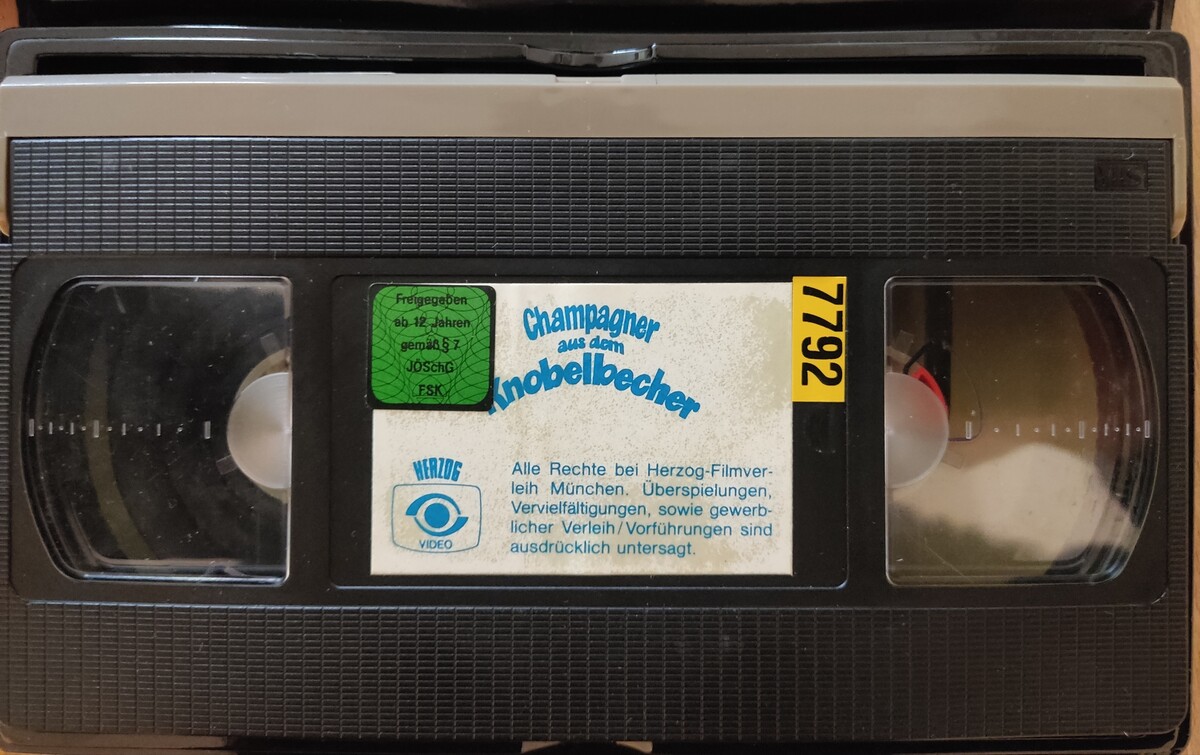 VHS
Freigegeben
ab 12 Jahren
gemäß § 7
JÖSchG
FSK
Champagner
aus dem
Knobelbecher
7792
HERZOG
VIDEO
Alle Rechte bei Herzog-Filmver-
leih München. Überspielungen,
Vervielfältigungen, sowie gewerb-
licher Verleih/Vorführungen sind
ausdrücklich untersagt.